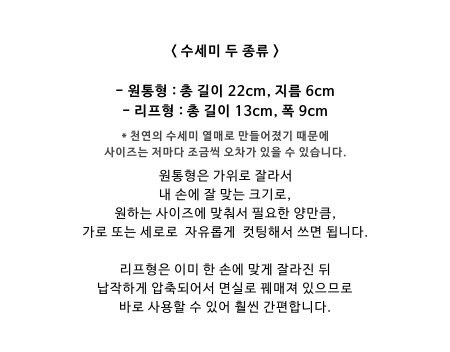 < 수세미 두 종류 >
- 원통형 : 총 길이 22cm, 지름 6cm
- 리프형 : 총 길이 13cm, 폭 9cm
* 천연의 수세미 열매로 만들어졌기 때문에
사이즈는 저마다 조금씩 오차가 있을 수 있습니다.
원통형은 가위로 잘라서
내 손에 잘 맞는 크기로,
원하는 사이즈에 맞춰서 필요한 양만큼,
가로 또는 세로로 자유롭게 컷팅해서 쓰면 됩니다.
리프형은 이미 한 손에 맞게 잘라진 뒤
납작하게 압축되어서 면실로 꿰매져 있으므로
바로 사용할 수 있어 훨씬 간편합니다.